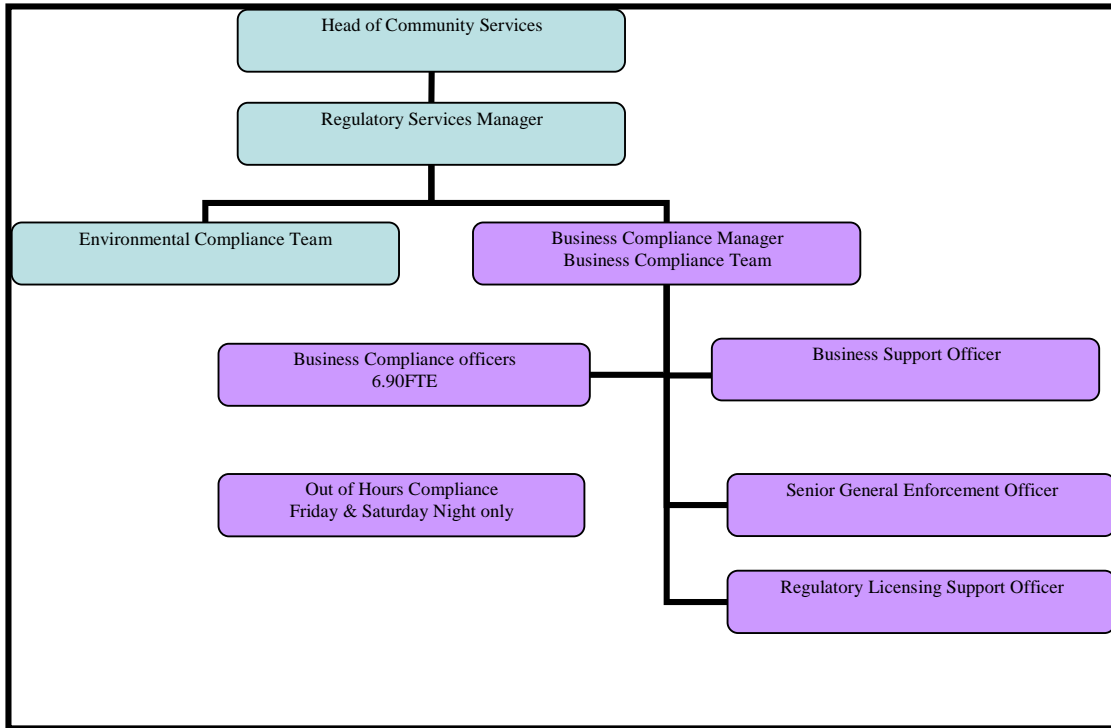 Head of Community Services
Regulatory Services Manager
Environmental Compliance Team
Business Compliance Manager
Business Compliance Team
Business Compliance officers
6.90FTE
Business Support Officer
Out of Hours Compliance
Friday & Saturday Night only
Senior General Enforcement Officer
Regulatory Licensing Support Officer